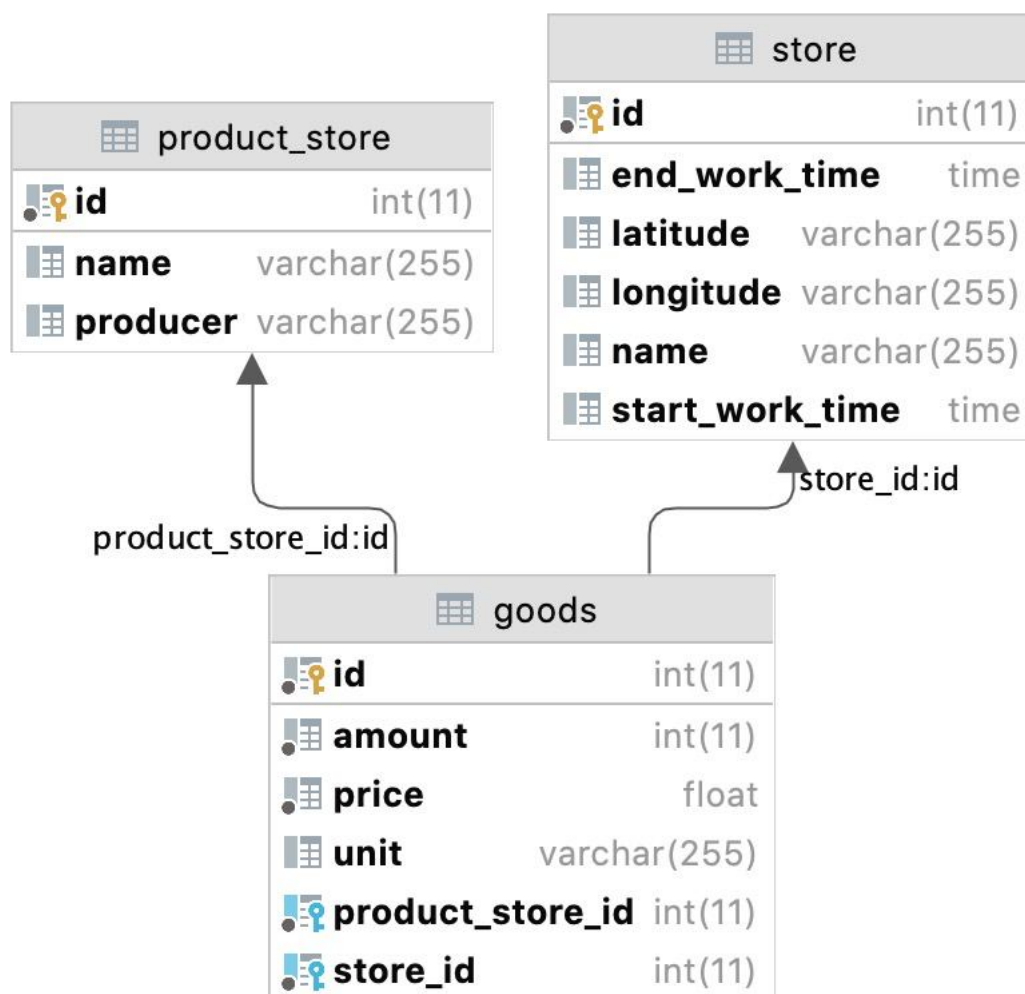 product_store
id int(11)
name varchar(255)
producer varchar(255)
store
id int(11)
end_work_time time
latitude varchar(255)
longitude varchar(255)
name varchar(255)
start_work_time time
product_store_id:id
store_id:id
goods
id int(11)
amount int(11)
price float
unit varchar(255)
product_store_id int(11)
store_id int(11)